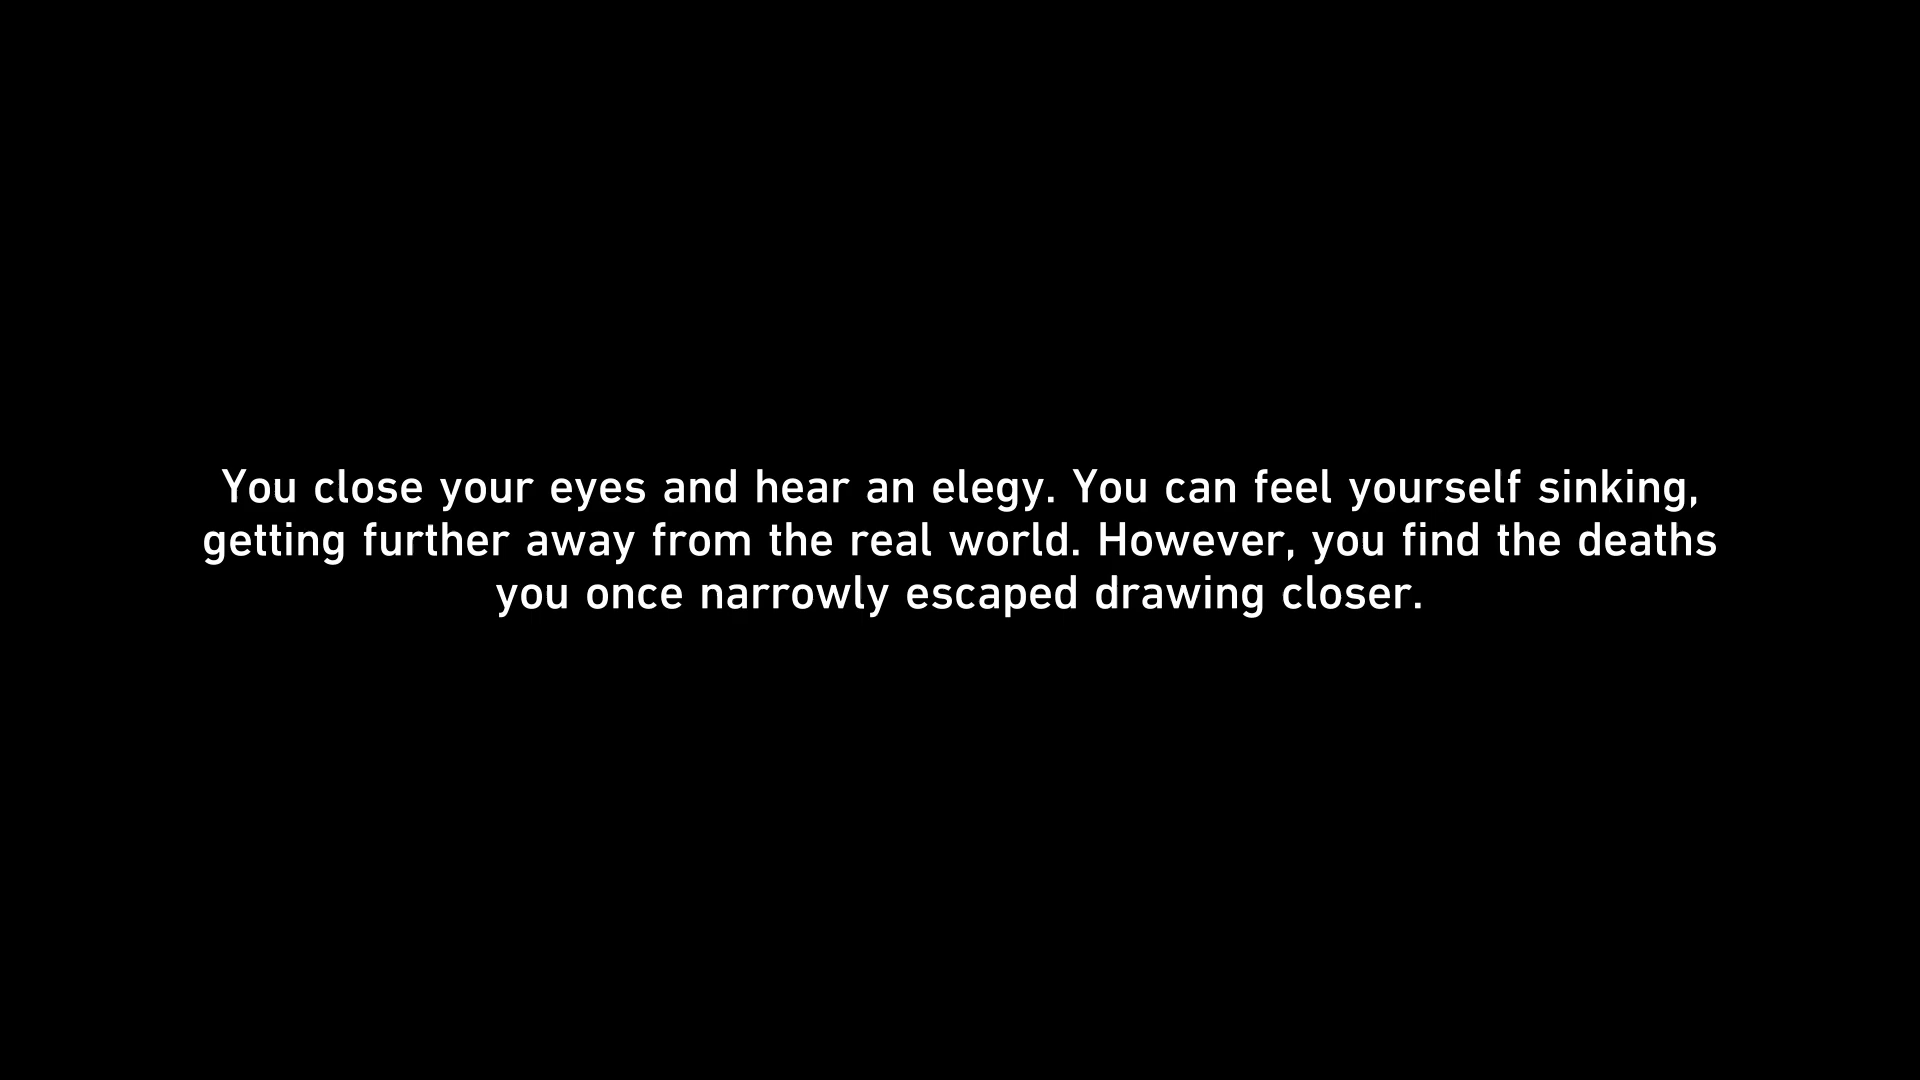 You close your eyes and hear an elegy. You can feel yourself sinking,
getting further away from the real world. However, you find the deaths
you once narrowly escaped drawing closer.